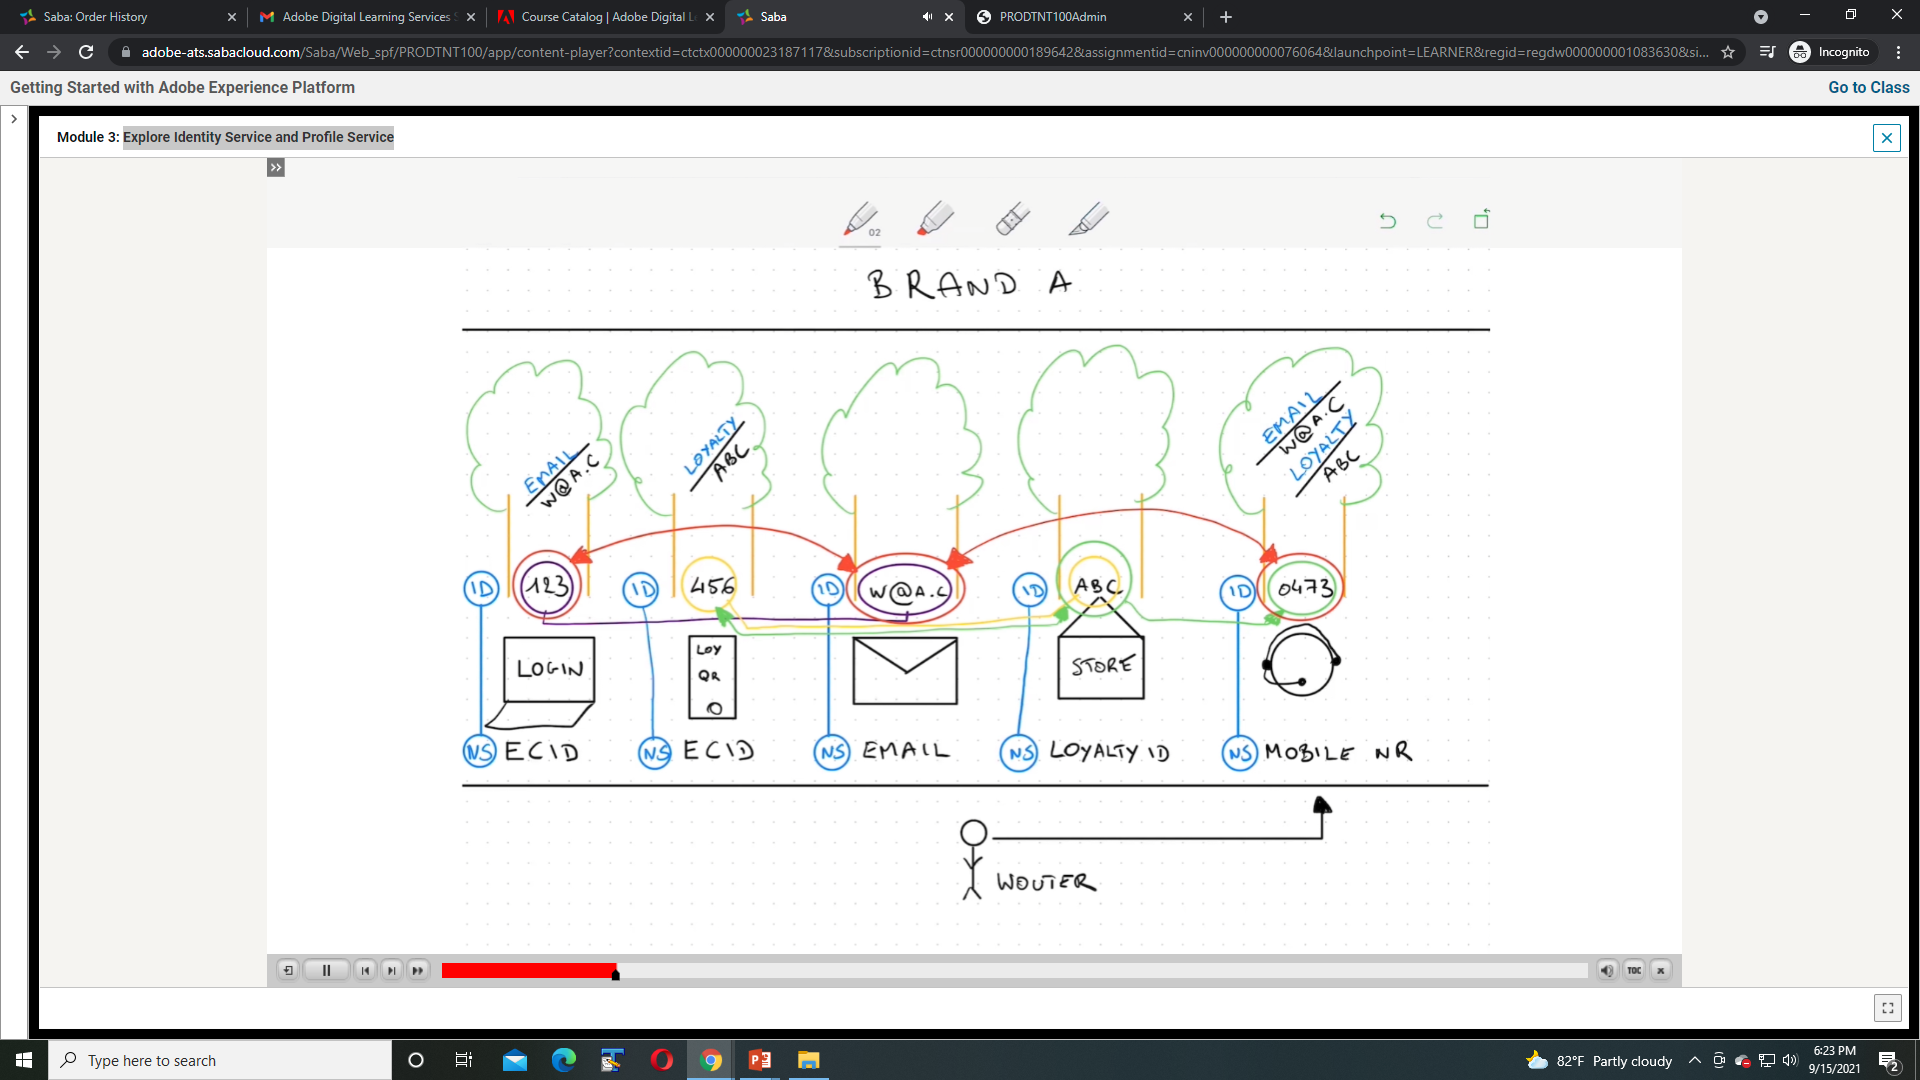 Saba: Order History
Adobe Digital Learning Services S
Course Catalog | Adobe Digital L
Saba
PRODTNT100Admin
adobe-ats.sabacloud.com/Saba/Web_spf/PRODTNT100/app/content-player?contextid=ctctx000000023187117&subscriptionid=ctnsr000000000189642&assignmentid=cninv000000000076064&launchpoint=LEARNER&regid=regdw000000001083630&si...
Incognito
Getting Started with Adobe Experience Platform
Go to Class
Module 3: Explore Identity Service and Profile Service
02
BRAND A
EMAIL
W@A.C
LOYALTY
ABC
EMAIL
W@A.C
LOYALTY
ABC
ID 123
ID 456
ID W@A.C
ID ABC
ID 0473
LOGIN
LOY
QR
STORE
NS ECID
NS ECID
NS EMAIL
NS LOYALTY ID
NS MOBILE NR
WOUTER
TOC
Type here to search
82°F Partly cloudy
6:23 PM
9/15/2021
2